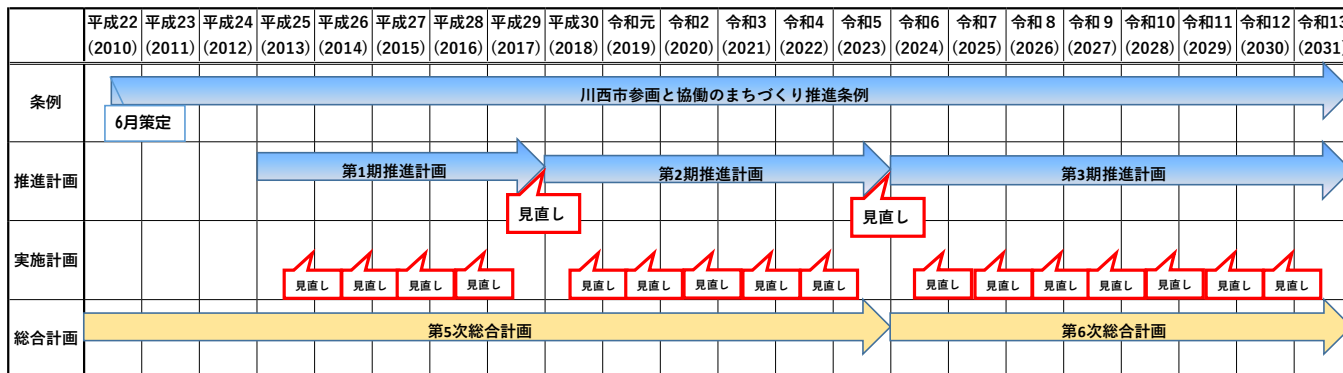 平成22 平成23 平成24 平成25 平成26 平成27 平成28 平成29 平成30 令和元 令和2 令和3 令和4 令和5 令和6 令和7 令和８ 令和９ 令和10 令和11 令和12 令和13
(2010) (2011) (2012) (2013) (2014) (2015) (2016) (2017) (2018) (2019) (2020) (2021) (2022) (2023) (2024) (2025) (2026) (2027) (2028) (2029) (2030) (2031)
条例
川西市参画と協働のまちづくり推進条例
6月策定
推進計画
第1期推進計画 第2期推進計画 第3期推進計画
見直し 見直し
実施計画
見直し 見直し 見直し 見直し 見直し 見直し 見直し 見直し 見直し 見直し 見直し 見直し 見直し 見直し 見直し 見直し
総合計画
第5次総合計画 第6次総合計画